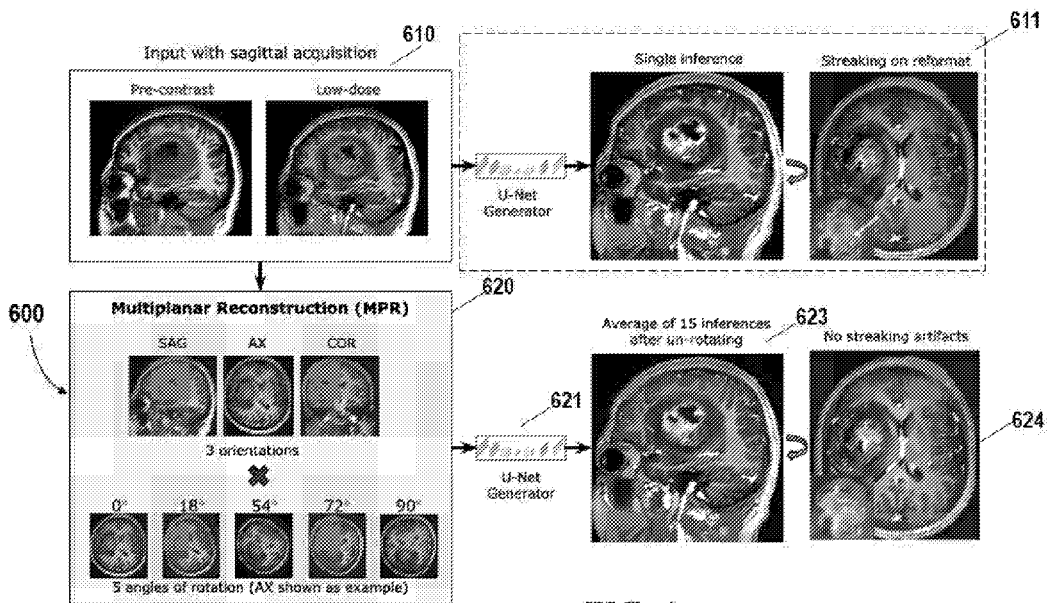 610
611
Input with sagittal acquisition
Pre-contrast
Low-dose
Single inference
Streaking on reformat
U-Net
Generator
600
620
Multiplanar Reconstruction (MPR)
SAG
AX
COR
3 orientations
0°
18°
54°
72°
90°
5 angles of rotation (AX shown as example)
621
U-Net
Generator
Average of 15 inferences
after un-rotating
623
No streaking artifacts
624